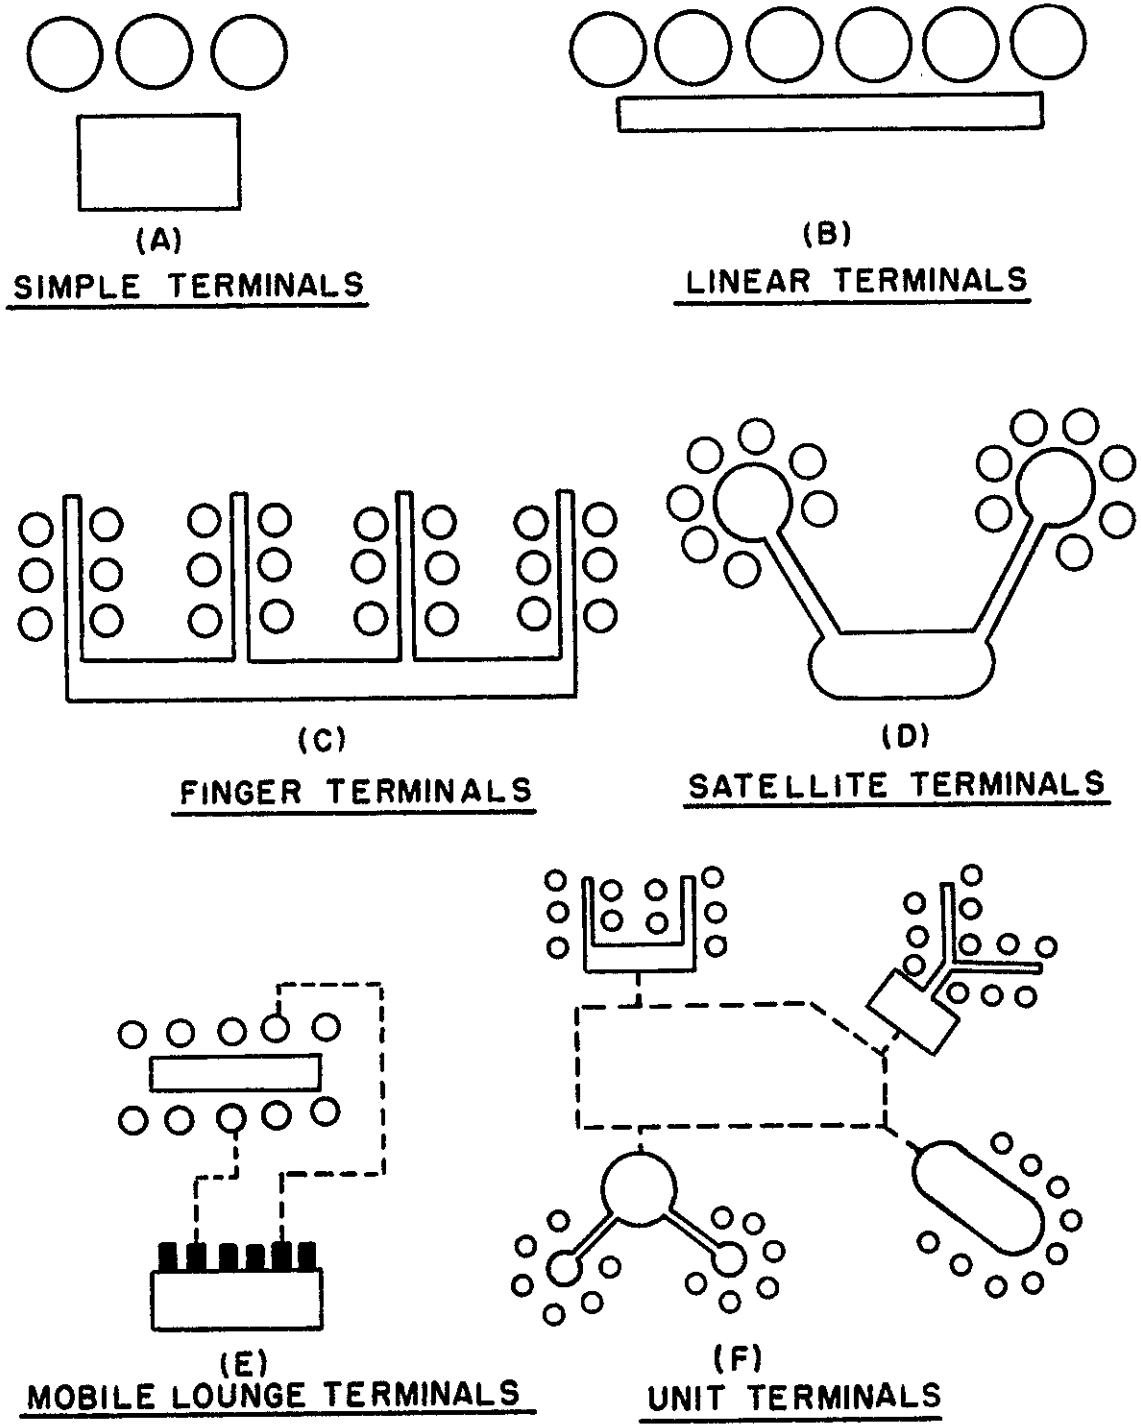 (A)
SIMPLE TERMINALS
(B)
LINEAR TERMINALS
(C)
FINGER TERMINALS
(D)
SATELLITE TERMINALS
(E)
MOBILE LOUNGE TERMINALS
(F)
UNIT TERMINALS